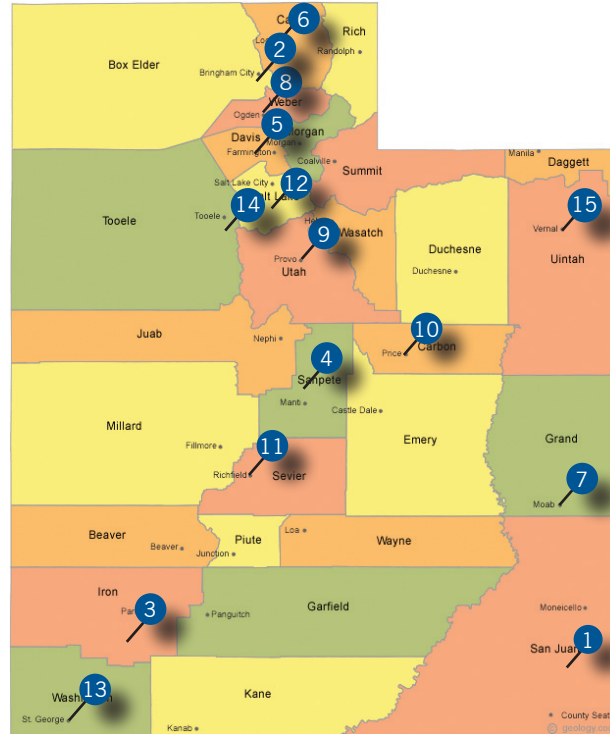 6
Rich
Randolph
2
Box Elder
Bringham City
8
Weber
Ogden
5
Davis
Morgan
Farmington
Coalville
Manila
Daggett
Summit
Salt Lake City
12
14
15
Tooele
Tooele
9
Wasatch
Vernal
Duchesne
Uintah
Provo
Utah
Duchesne
10
Juab
Nephi
Carbon
Price
4
Sanpete
Manti
Castle Dale
Millard
Emery
Grand
11
Fillmore
Richfield
Sevier
7
Moab
Beaver
Beaver
Piute
Junction
Loa
Wayne
Iron
3
Panguitch
Garfield
Monticello
1
San Juan
13
Kane
St. George
Kanab
County Seat